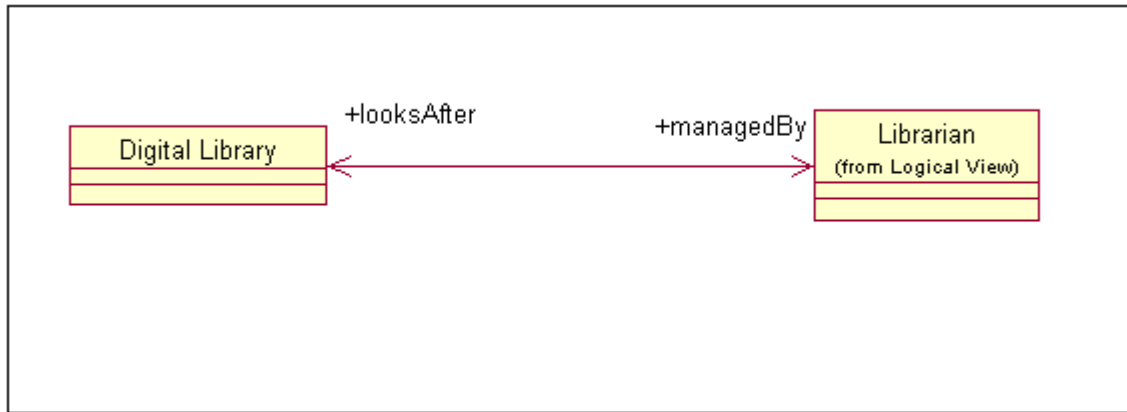 +looksAfter
+managedBy
Digital Library
Librarian
(from Logical View)